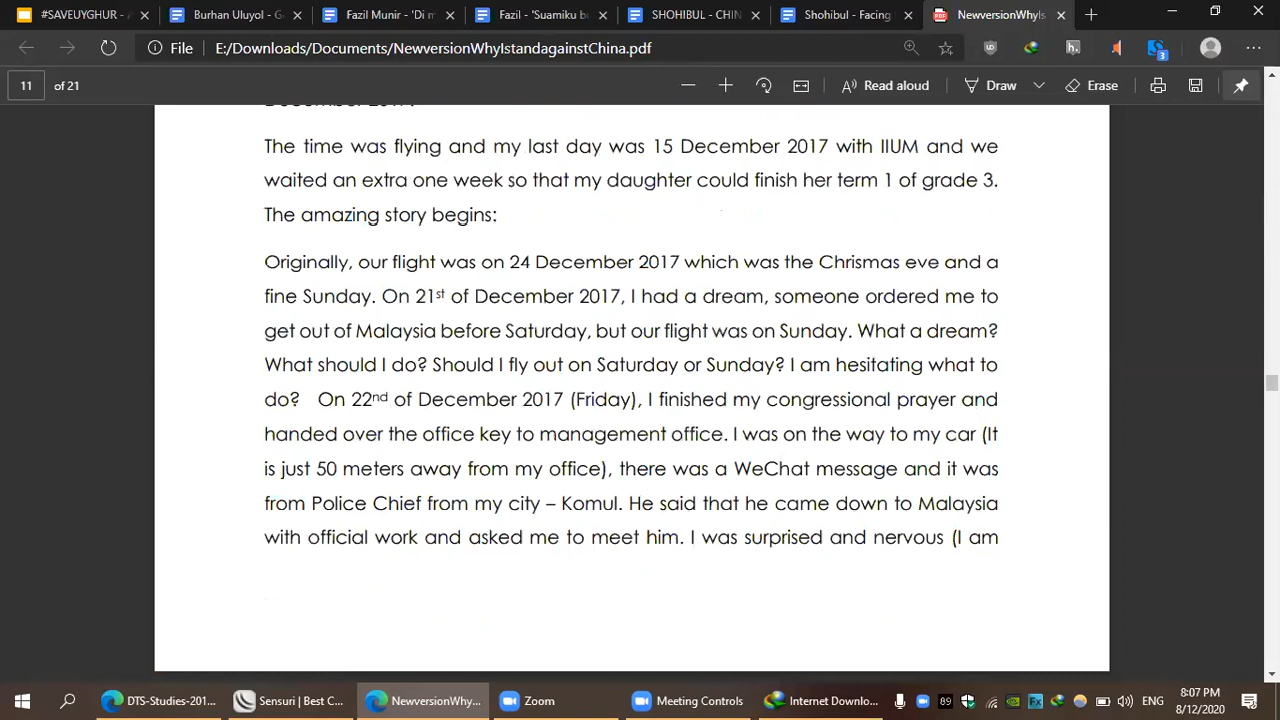 #SAVEUYGHUR -
Burhan Uluyol - G
Fazil Munir - 'Di m
Fazil - 'Suamiku b
SHOHIBUL - CHIN
Shohibul - Facing
NewversionWhyIs
File E:/Downloads/Documents/NewversionWhyIstandagainstChina.pdf
11 of 21
Read aloud
Draw
Erase
The time was flying and my last day was 15 December 2017 with IIUM and we
waited an extra one week so that my daughter could finish her term 1 of grade 3.
The amazing story begins:
Originally, our flight was on 24 December 2017 which was the Chrismas eve and a
fine Sunday. On 21st of December 2017, I had a dream, someone ordered me to
get out of Malaysia before Saturday, but our flight was on Sunday. What a dream?
What should I do? Should I fly out on Saturday or Sunday? I am hesitating what to
do? On 22nd of December 2017 (Friday), I finished my congressional prayer and
handed over the office key to management office. I was on the way to my car (It
is just 50 meters away from my office), there was a WeChat message and it was
from Police Chief from my city – Komul. He said that he came down to Malaysia
with official work and asked me to meet him. I was surprised and nervous (I am
DTS-Studies-201...
Sensuri | Best C...
NewversionWhy...
Zoom
Meeting Controls
Internet Downlo...
89
ENG
8:07 PM
8/12/2020